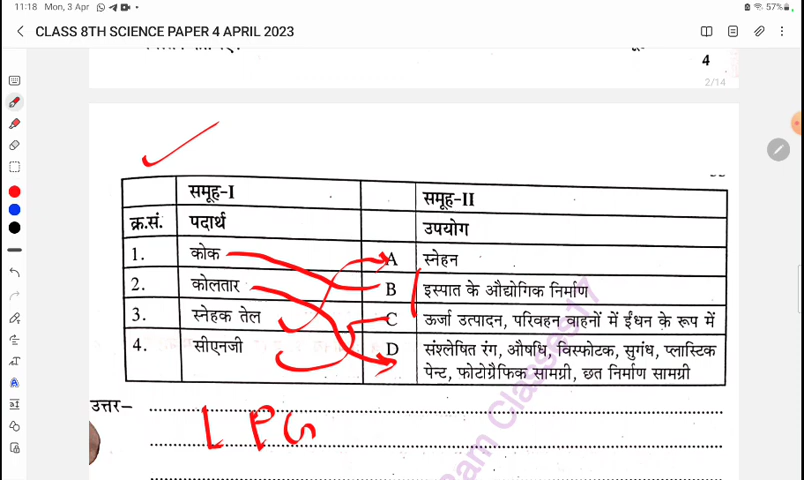 11:18 Mon, 3 Apr 57%
CLASS 8TH SCIENCE PAPER 4 APRIL 2023
4
2/14
समूह-I समूह-II
क्र.सं. पदार्थ उपयोग
1. कोक A स्नेहन
2. कोलतार B इस्पात के औद्योगिक निर्माण
3. स्नेहक तेल C ऊर्जा उत्पादन, परिवहन वाहनों में ईंधन के रूप में
4. सीएनजी D संश्लेषित रंग, औषधि, विस्फोटक, सुगंध, प्लास्टिक
पेन्ट, फोटोग्रैफिक सामग्री, छत निर्माण सामग्री
उत्तर–
LPG
Ram Classes17